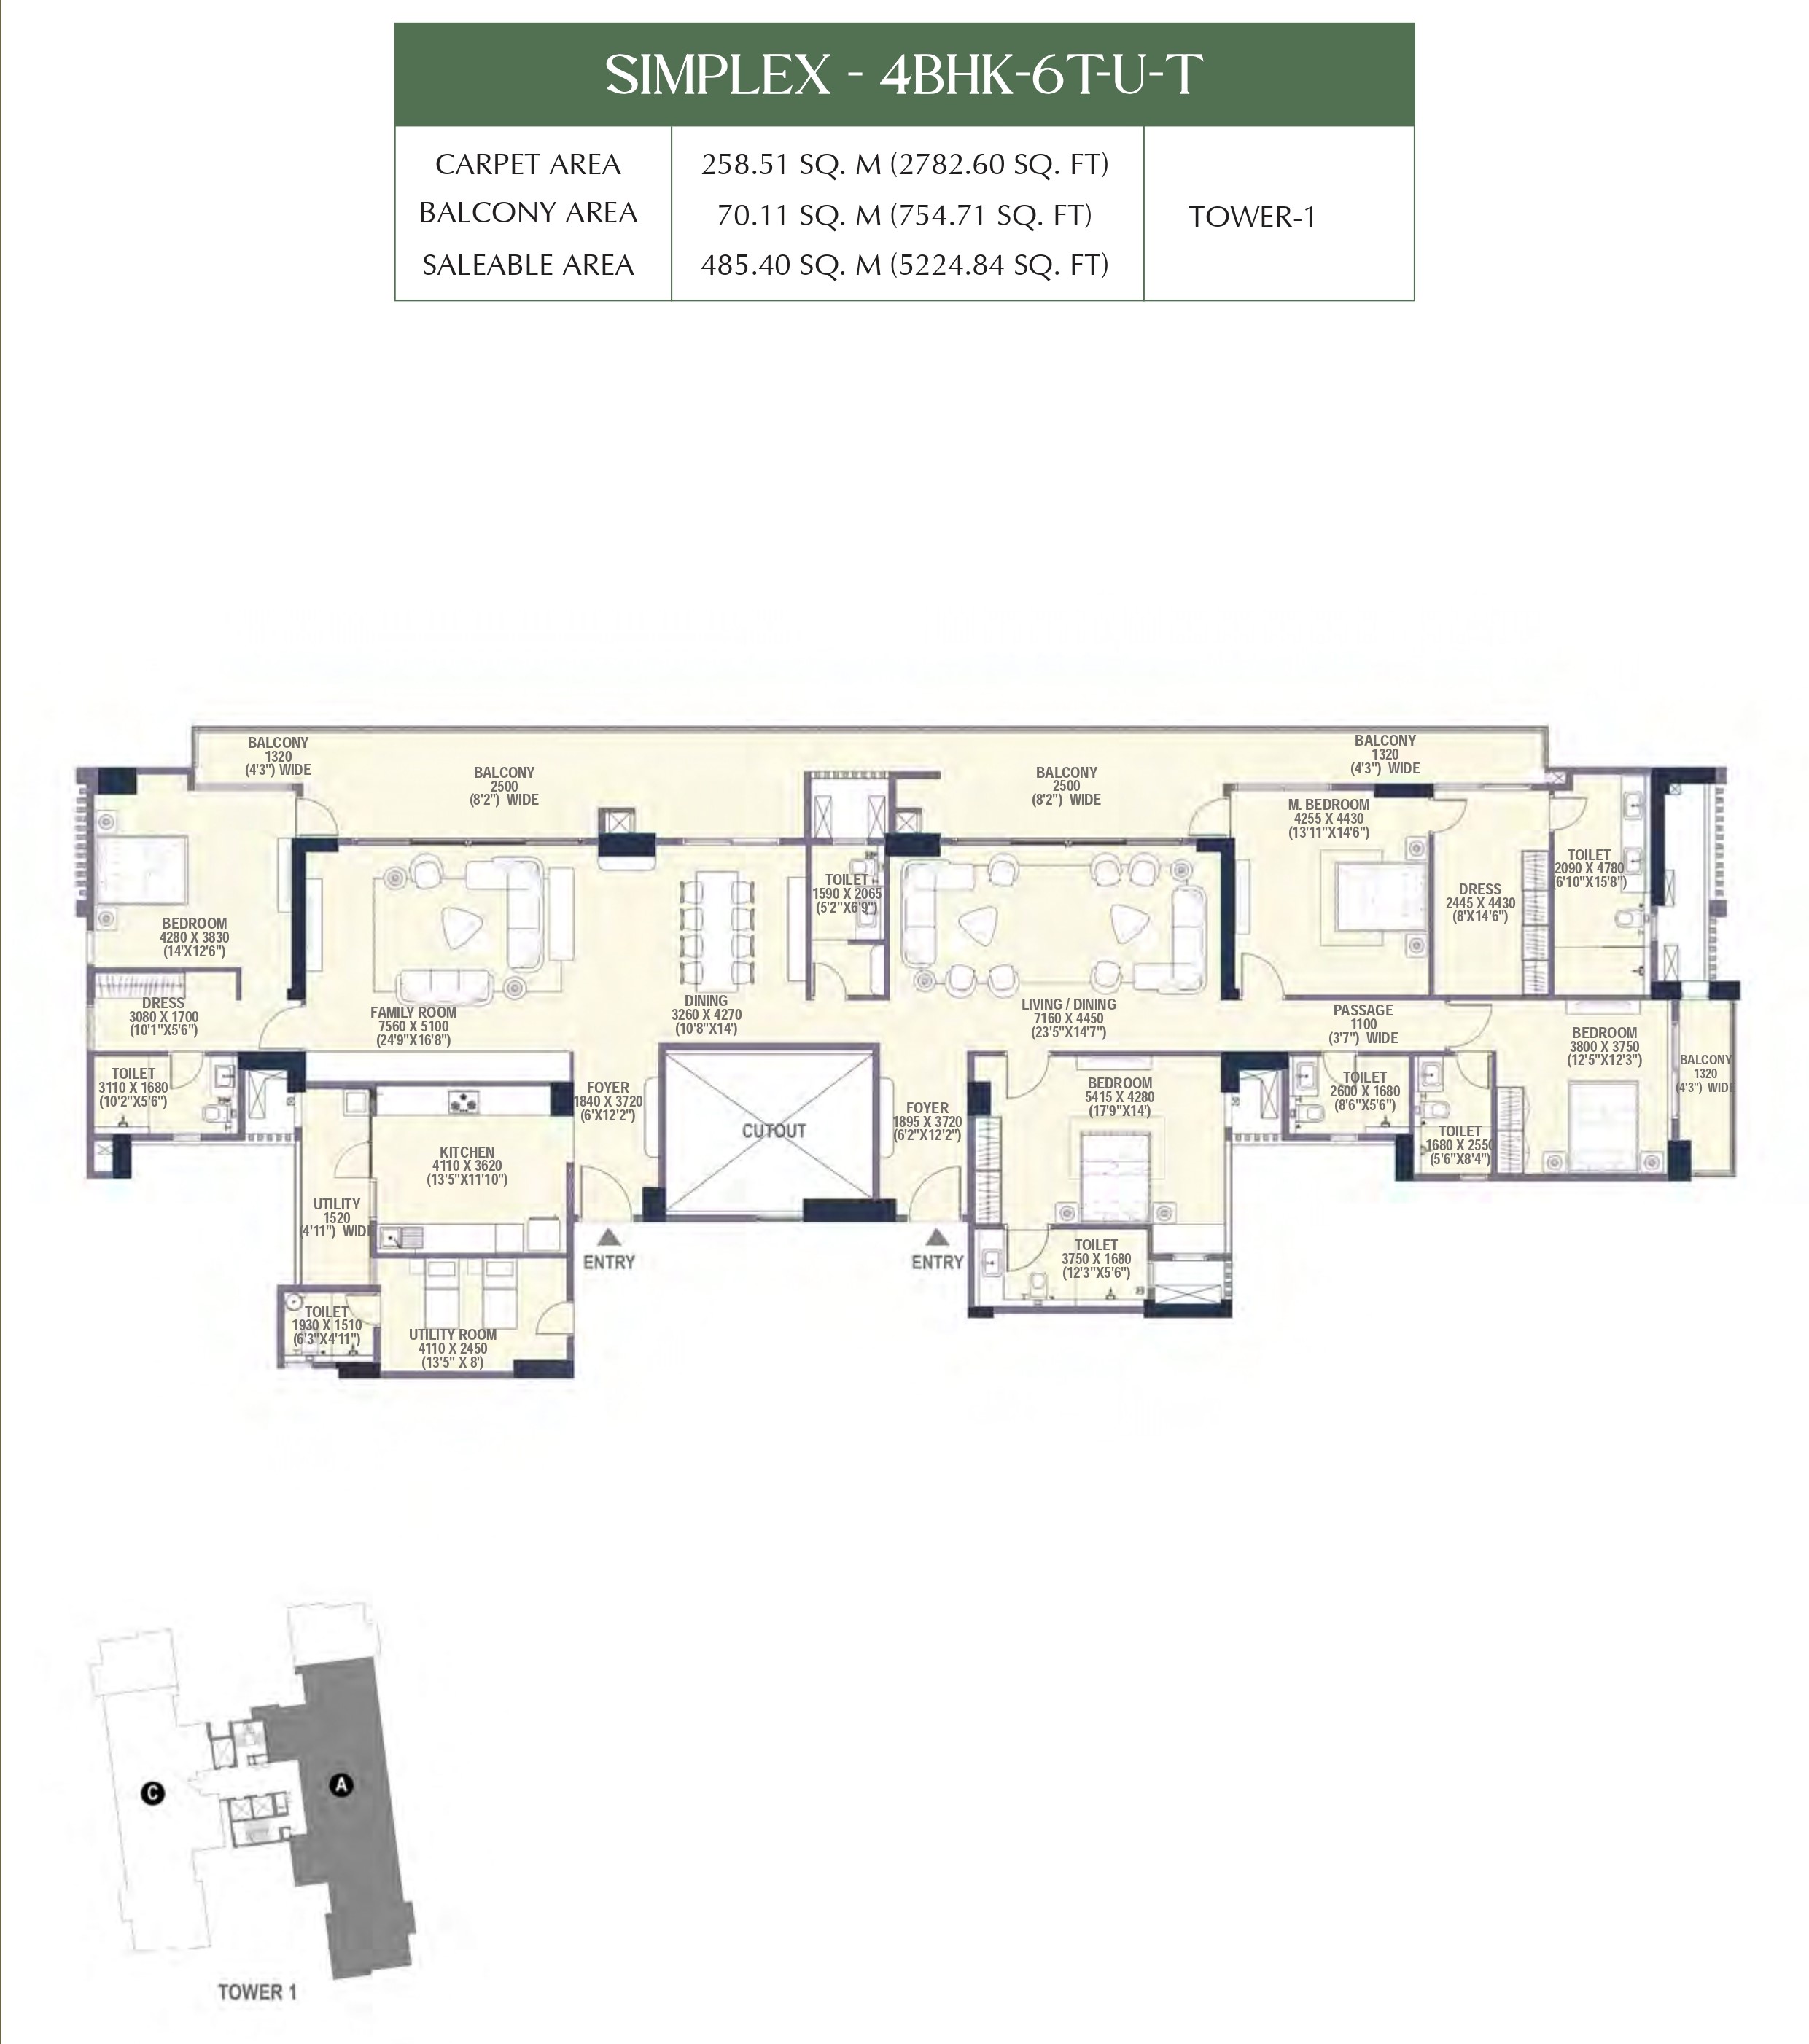 SIMPLEX - 4BHK-6T-U-T
CARPET AREA
258.51 SQ. M (2782.60 SQ. FT)
BALCONY AREA
70.11 SQ. M (754.71 SQ. FT)
TOWER-1
SALEABLE AREA
485.40 SQ. M (5224.84 SQ. FT)
BALCONY
1320
(4'3") WIDE
BALCONY
2500
(8'2") WIDE
BALCONY
2500
(8'2") WIDE
BALCONY
1320
(4'3") WIDE
BEDROOM
4280 X 3830
(14'X12'6")
DRESS
3080 X 1700
(10'1"X5'6")
TOILET
3110 X 1680
(10'2"X5'6")
FAMILY ROOM
7560 X 5100
(24'9"X16'8")
DINING
3260 X 4270
(10'8"X14')
TOILET
1590 X 2065
(5'2"X6'9")
LIVING / DINING
7160 X 4450
(23'5"X14'7")
M. BEDROOM
4255 X 4430
(13'11"X14'6")
DRESS
2445 X 4430
(8'X14'6")
TOILET
2090 X 4780
(6'10"X15'8")
PASSAGE
1100
(3'7") WIDE
BEDROOM
3800 X 3750
(12'5"X12'3")
BALCONY
1320
(4'3") WIDE
FOYER
1840 X 3720
(6'X12'2")
CUTOUT
FOYER
1895 X 3720
(6'2"X12'2")
BEDROOM
5415 X 4280
(17'9"X14')
TOILET
2600 X 1680
(8'6"X5'6")
TOILET
1680 X 2550
(5'6"X8'4")
KITCHEN
4110 X 3620
(13'5"X11'10")
UTILITY
1520
(4'11") WIDE
ENTRY
ENTRY
TOILET
3750 X 1680
(12'3"X5'6")
TOILET
1930 X 1510
(6'3"X4'11")
UTILITY ROOM
4110 X 2450
(13'5" X 8')
C
A
TOWER 1